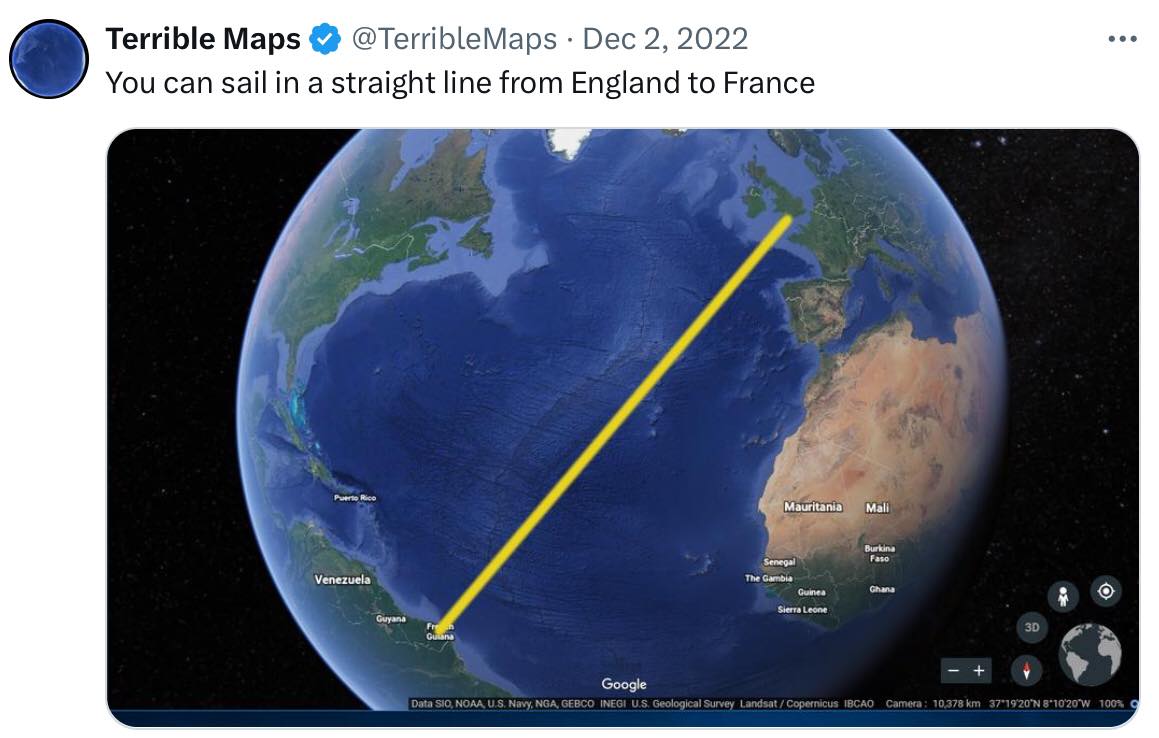 Terrible Maps @TerribleMaps · Dec 2, 2022
You can sail in a straight line from England to France
Puerto Rico
Mauritania Mali
Burkina
Faso
Senegal
The Gambia
Venezuela
Guinea
Ghana
Sierra Leone
Guyana
Guiana
3D
Google
Data SIO, NOAA, U.S. Navy, NGA, GEBCO INEGI U.S. Geological Survey Landsat / Copernicus IBCAO Camera : 10,378 km 37°19'20"N 8°10'20"W 100%